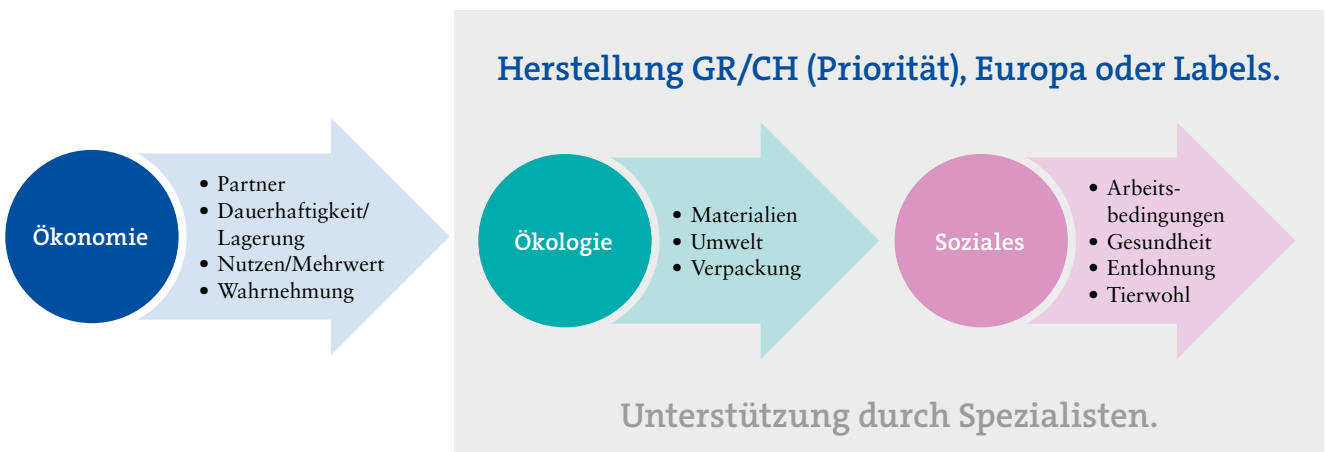 Herstellung GR/CH (Priorität), Europa oder Labels.
Ökonomie
• Partner
• Dauerhaftigkeit/
Lagerung
• Nutzen/Mehrwert
• Wahrnehmung
Ökologie
• Materialien
• Umwelt
• Verpackung
Soziales
• Arbeits-
bedingungen
• Gesundheit
• Entlohnung
• Tierwohl
Unterstützung durch Spezialisten.